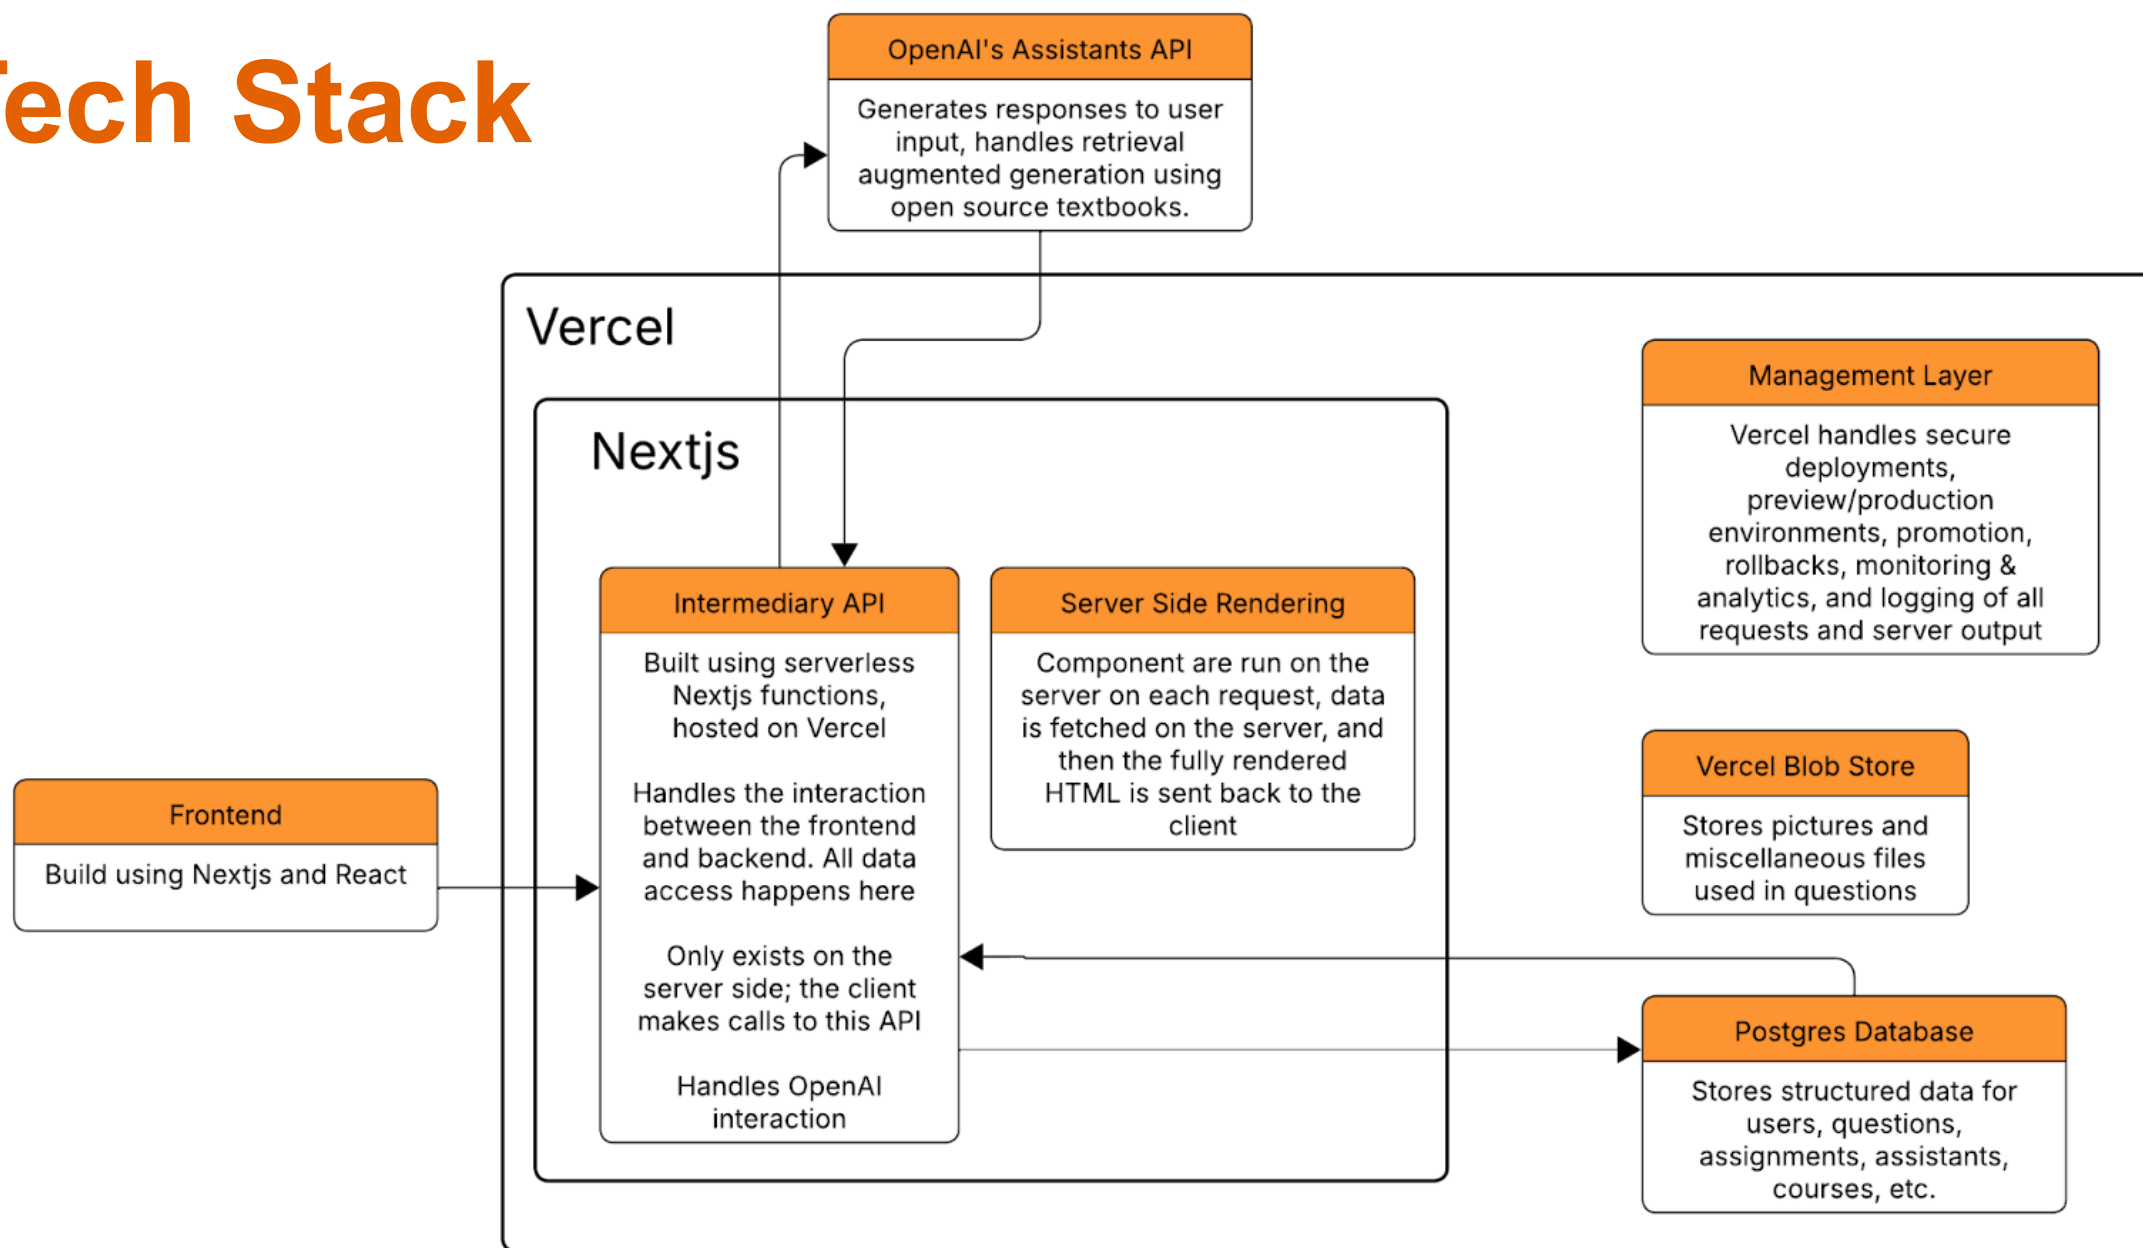 Tech Stack
OpenAI's Assistants API
Generates responses to user
input, handles retrieval
augmented generation using
open source textbooks.
Vercel
Nextjs
Management Layer
Vercel handles secure
deployments,
preview/production
environments, promotion,
rollbacks, monitoring &
analytics, and logging of all
requests and server output
Intermediary API
Built using serverless
Nextjs functions,
hosted on Vercel
Handles the interaction
between the frontend
and backend. All data
access happens here
Only exists on the
server side; the client
makes calls to this API
Handles OpenAI
interaction
Server Side Rendering
Component are run on the
server on each request, data
is fetched on the server, and
then the fully rendered
HTML is sent back to the
client
Frontend
Build using Nextjs and React
Vercel Blob Store
Stores pictures and
miscellaneous files
used in questions
Postgres Database
Stores structured data for
users, questions,
assignments, assistants,
courses, etc.